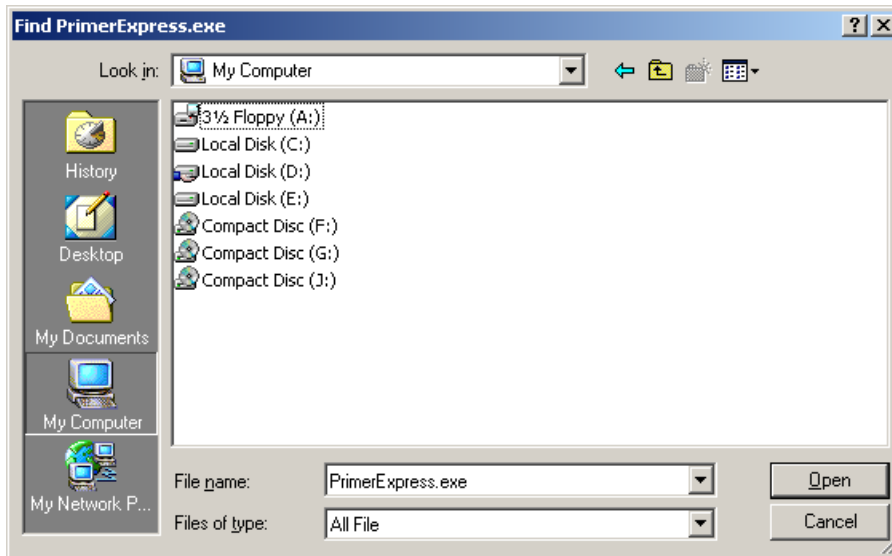 Find PrimerExpress.exe
Look in: My Computer
History
Desktop
My Documents
My Computer
My Network P...
3½ Floppy (A:)
Local Disk (C:)
Local Disk (D:)
Local Disk (E:)
Compact Disc (F:)
Compact Disc (G:)
Compact Disc (J:)
File name: PrimerExpress.exe Open
Files of type: All File Cancel